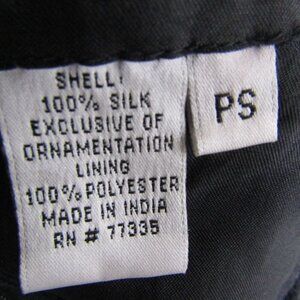 SHELL:
100% SILK
EXCLUSIVE OF
ORNAMENTATION
LINING
100% POLYESTER
MADE IN INDIA
RN # 77335
PS